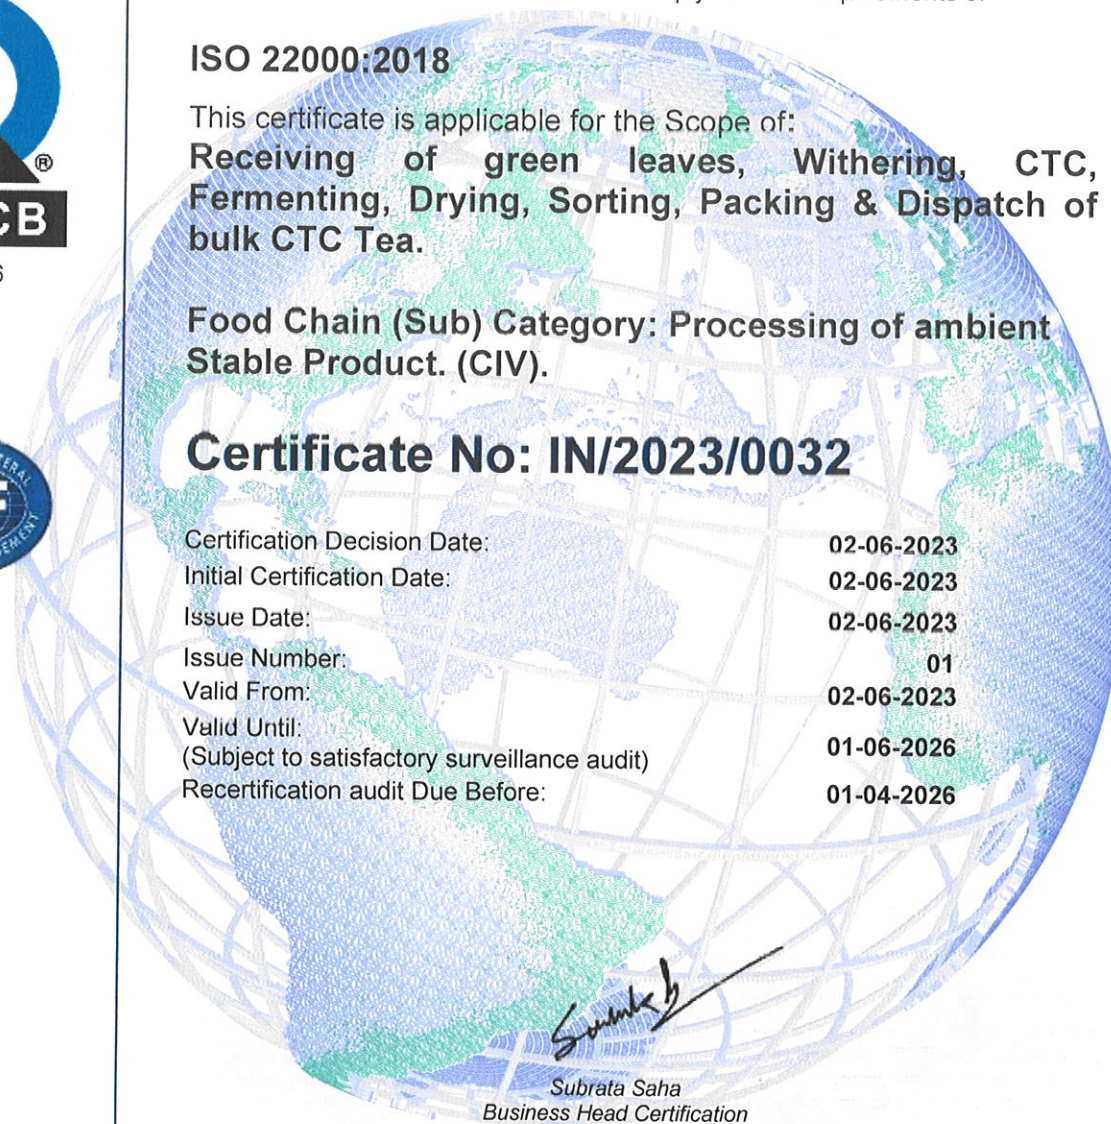 ISO 22000:2018
This certificate is applicable for the Scope of:
Receiving of green leaves, Withering, CTC,
Fermenting, Drying, Sorting, Packing & Dispatch of
bulk CTC Tea.
Food Chain (Sub) Category: Processing of ambient
Stable Product. (CIV).
Certificate No: IN/2023/0032
Certification Decision Date: 02-06-2023
Initial Certification Date: 02-06-2023
Issue Date: 02-06-2023
Issue Number: 01
Valid From: 02-06-2023
Valid Until:
(Subject to satisfactory surveillance audit) 01-06-2026
Recertification audit Due Before: 01-04-2026
Subrata Saha
Business Head Certification
®
CB